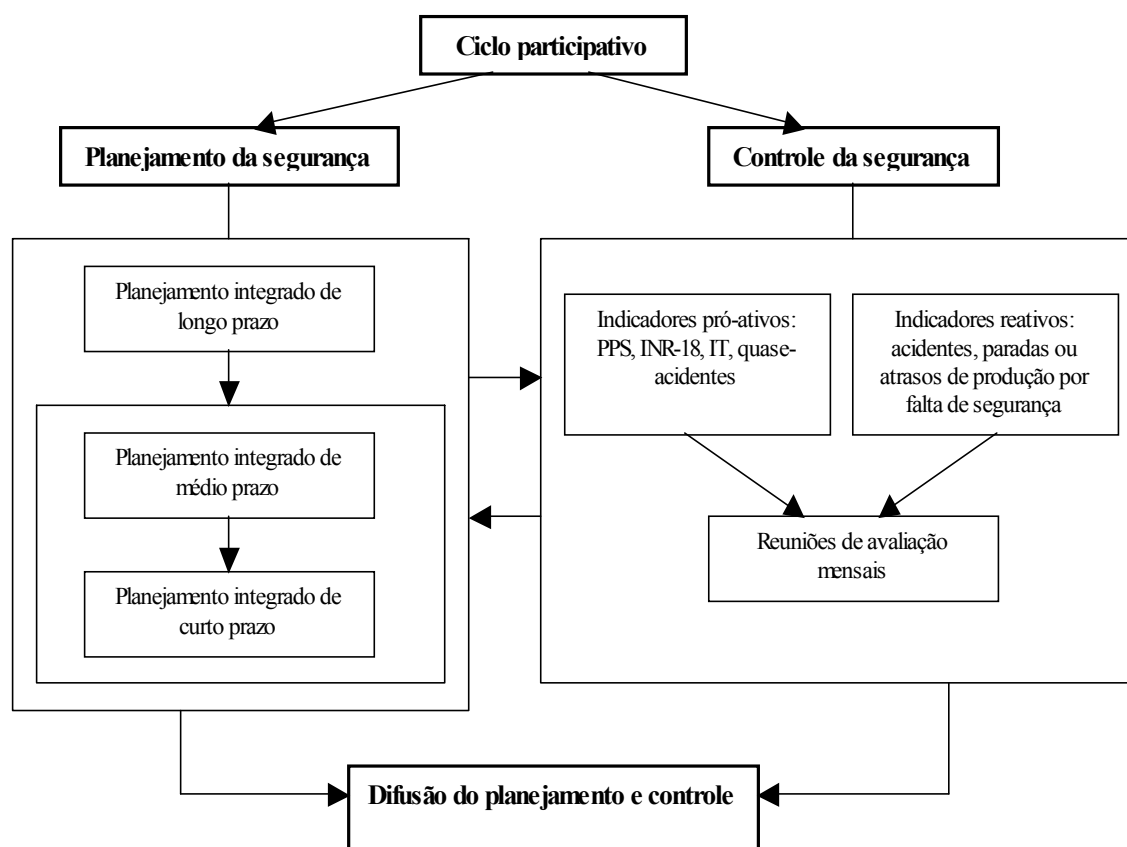 Ciclo participativo
Planejamento da segurança
Controle da segurança
Planejamento integrado de
longo prazo
Planejamento integrado de
médio prazo
Planejamento integrado de
curto prazo
Indicadores pró-ativos:
PPS, INR-18, IT, quase-
acidentes
Indicadores reativos:
acidentes, paradas ou
atrasos de produção por
falta de segurança
Reuniões de avaliação
mensais
Difusão do planejamento e controle